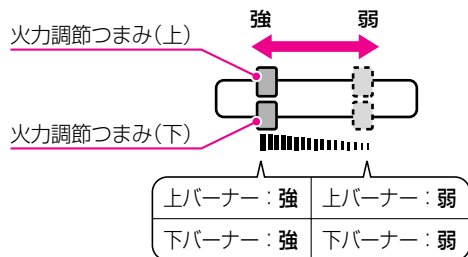 強 弱
火力調節つまみ(上)
火力調節つまみ(下)
上バーナー：強 上バーナー：弱
下バーナー：強 下バーナー：弱